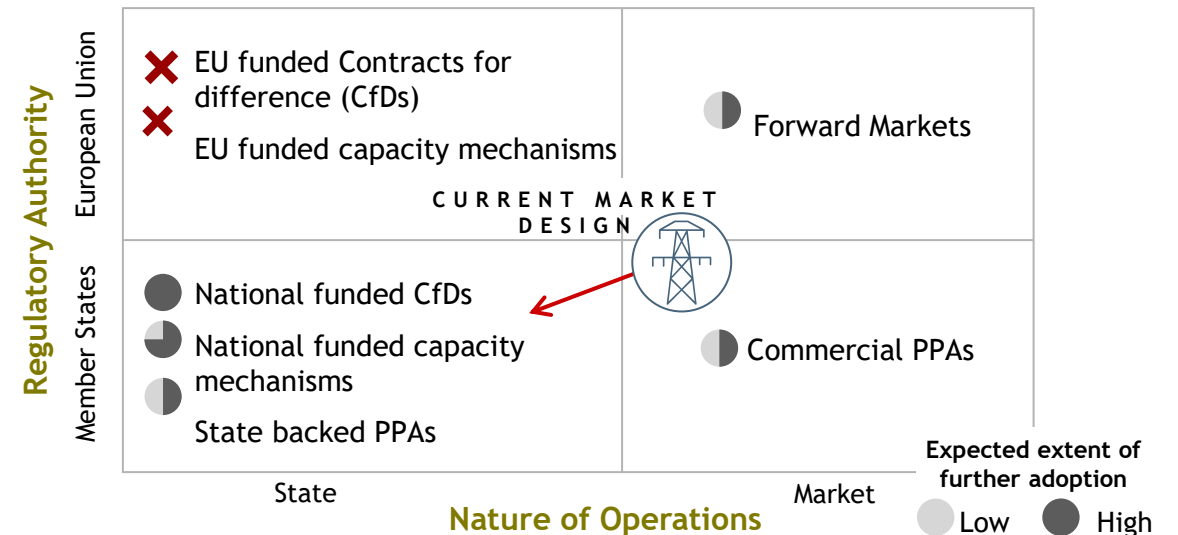 Regulatory Authority
European Union
Member States
EU funded Contracts for
difference (CfDs)
EU funded capacity mechanisms
Forward Markets
CURRENT MARKET
DESIGN
National funded CfDs
National funded capacity
mechanisms
State backed PPAs
Commercial PPAs
State
Market
Nature of Operations
Expected extent of
further adoption
Low
High